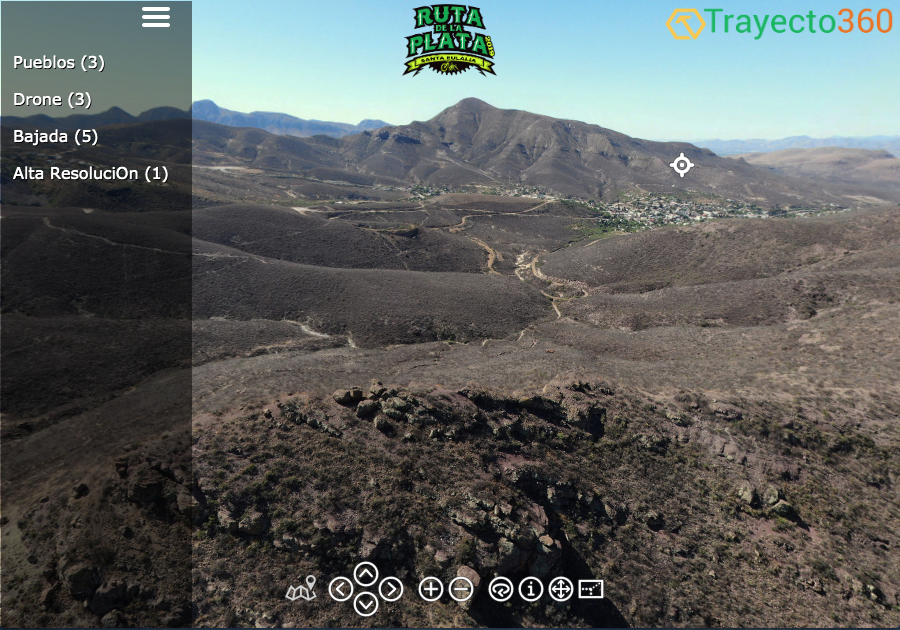 RUTA
DE LA
PLATA
SANTA EULALIA
Trayecto360
Pueblos (3)
Drone (3)
Bajada (5)
Alta ResoluciOn (1)